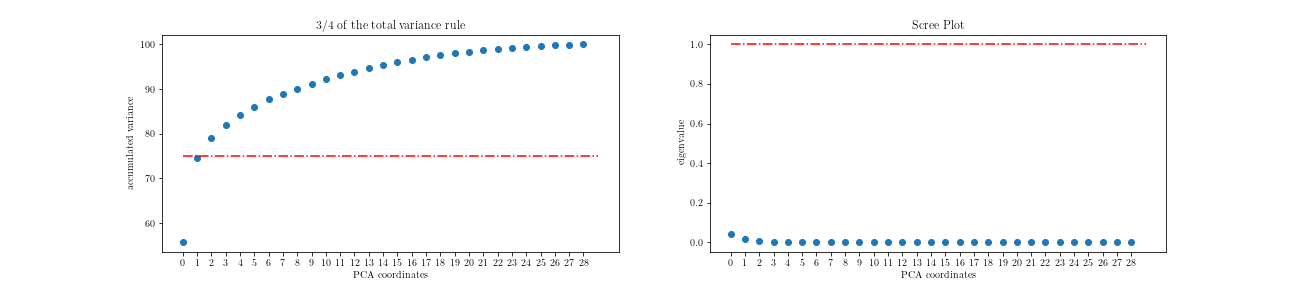 3/4 of the total variance rule
100
90
80
70
60
accumulated variance
0 1 2 3 4 5 6 7 8 9 10 11 12 13 14 15 16 17 18 19 20 21 22 23 24 25 26 27 28
PCA coordinates
Scree Plot
1.0
0.8
0.6
0.4
0.2
0.0
eigenvalue
0 1 2 3 4 5 6 7 8 9 10 11 12 13 14 15 16 17 18 19 20 21 22 23 24 25 26 27 28
PCA coordinates